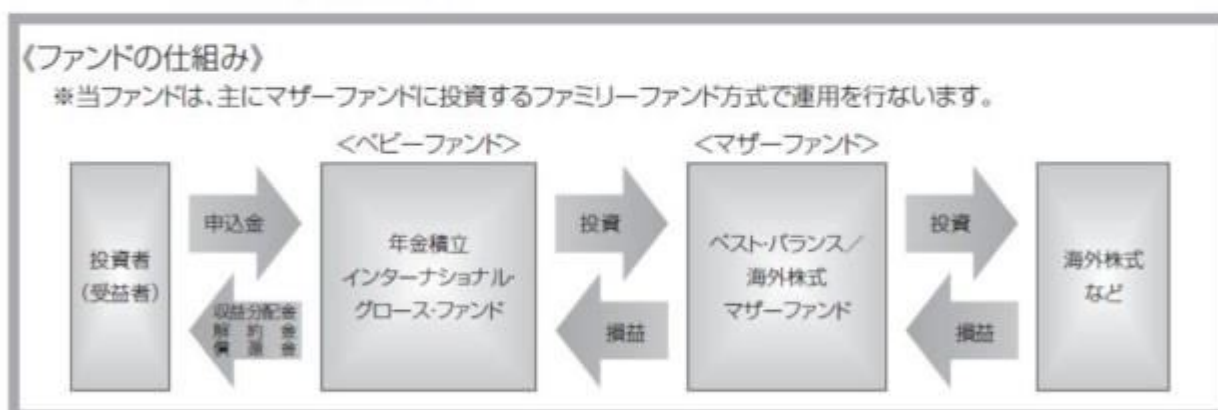 《ファンドの仕組み》
※当ファンドは、主にマザーファンドに投資するファミリーファンド方式で運用を行ないます。
<ベビーファンド>
<マザーファンド>
投資者
(受益者)
申込金
収益分配金
解約金
償還金
年金積立
インターナショナル・
グロース・ファンド
投資
損益
ベスト・バランス/
海外株式
マザーファンド
投資
損益
海外株式
など